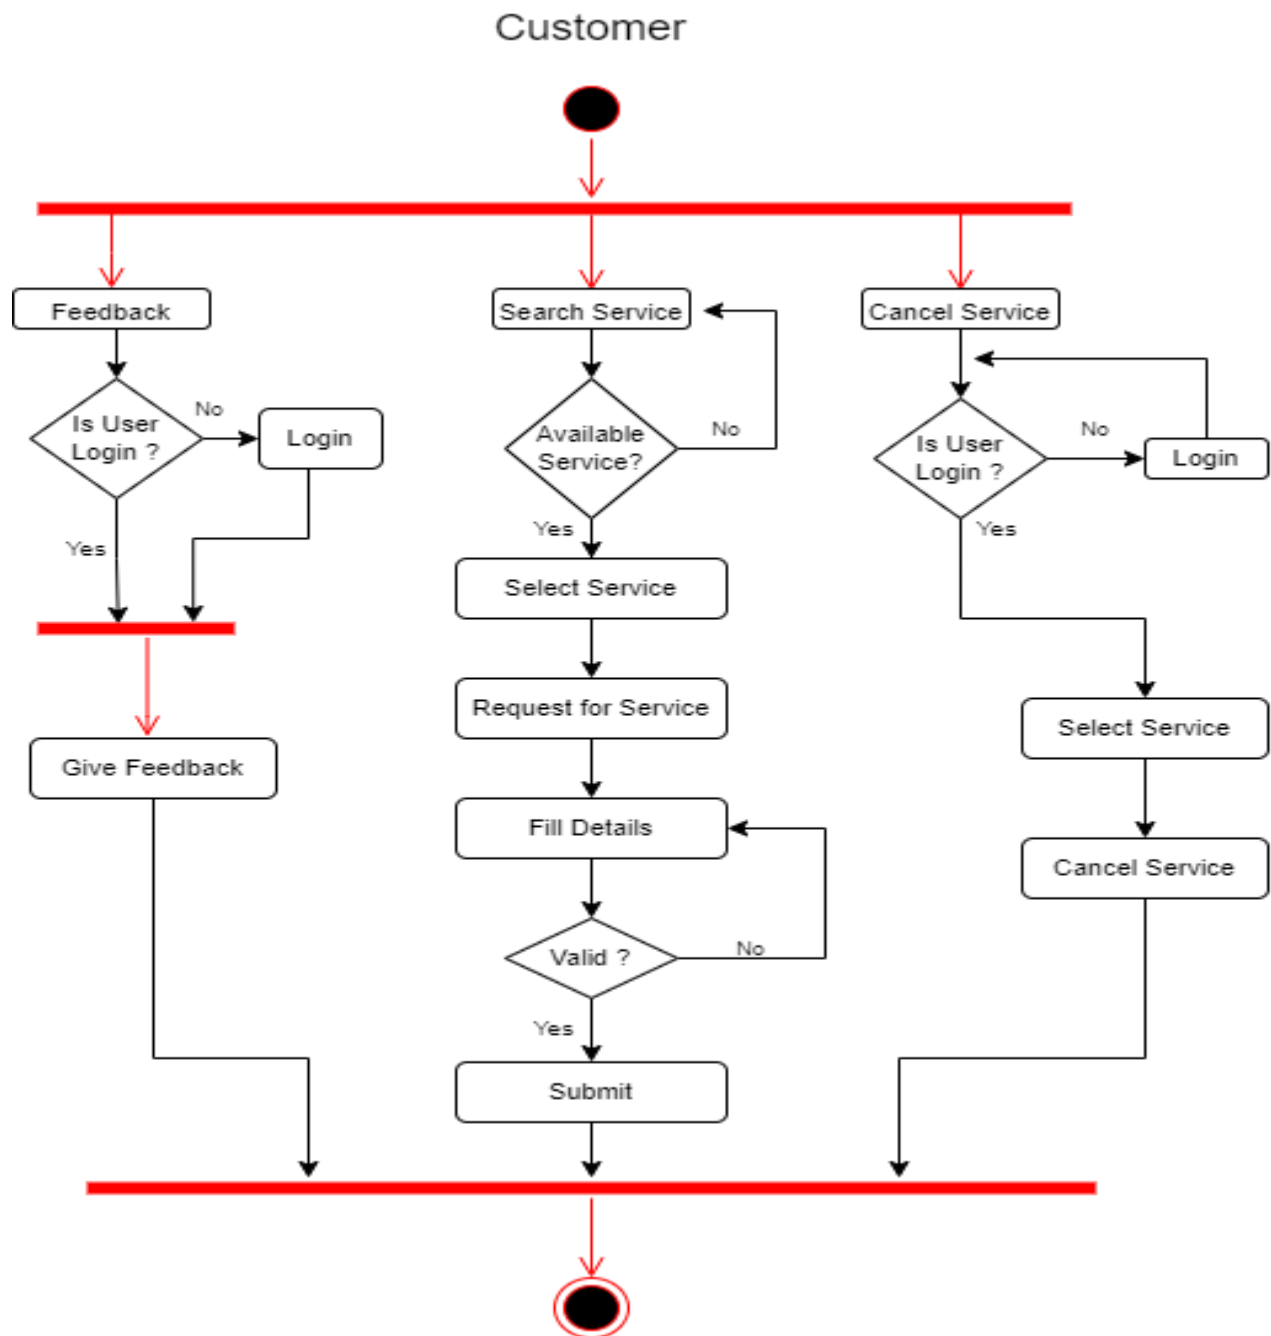 Customer
Feedback
Search Service
Cancel Service
Is User
Login ?
No
Login
Yes
Give Feedback
Available
Service?
No
Yes
Select Service
Request for Service
Fill Details
Valid ?
No
Yes
Submit
Is User
Login ?
No
Login
Yes
Select Service
Cancel Service